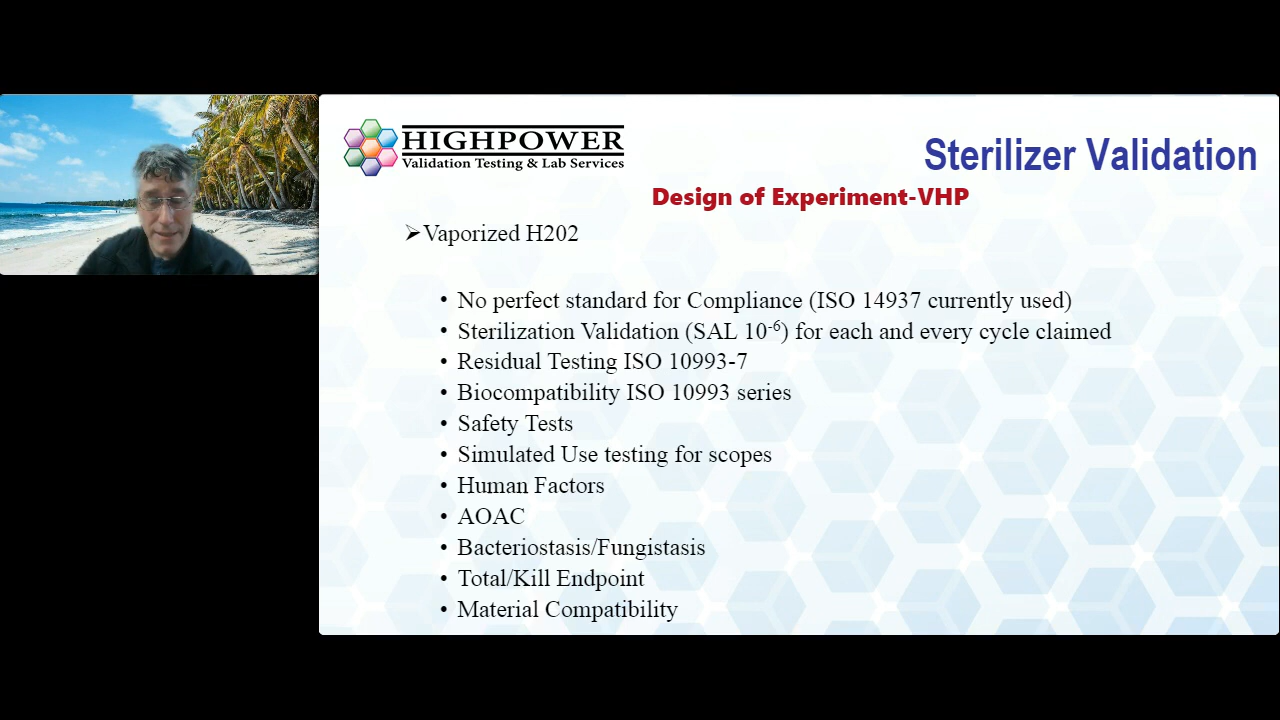 HIGHPOWER
Validation Testing & Lab Services
Sterilizer Validation
Design of Experiment-VHP
➢Vaporized H202
• No perfect standard for Compliance (ISO 14937 currently used)
• Sterilization Validation (SAL 10⁻⁶) for each and every cycle claimed
• Residual Testing ISO 10993-7
• Biocompatibility ISO 10993 series
• Safety Tests
• Simulated Use testing for scopes
• Human Factors
• AOAC
• Bacteriostasis/Fungistasis
• Total/Kill Endpoint
• Material Compatibility